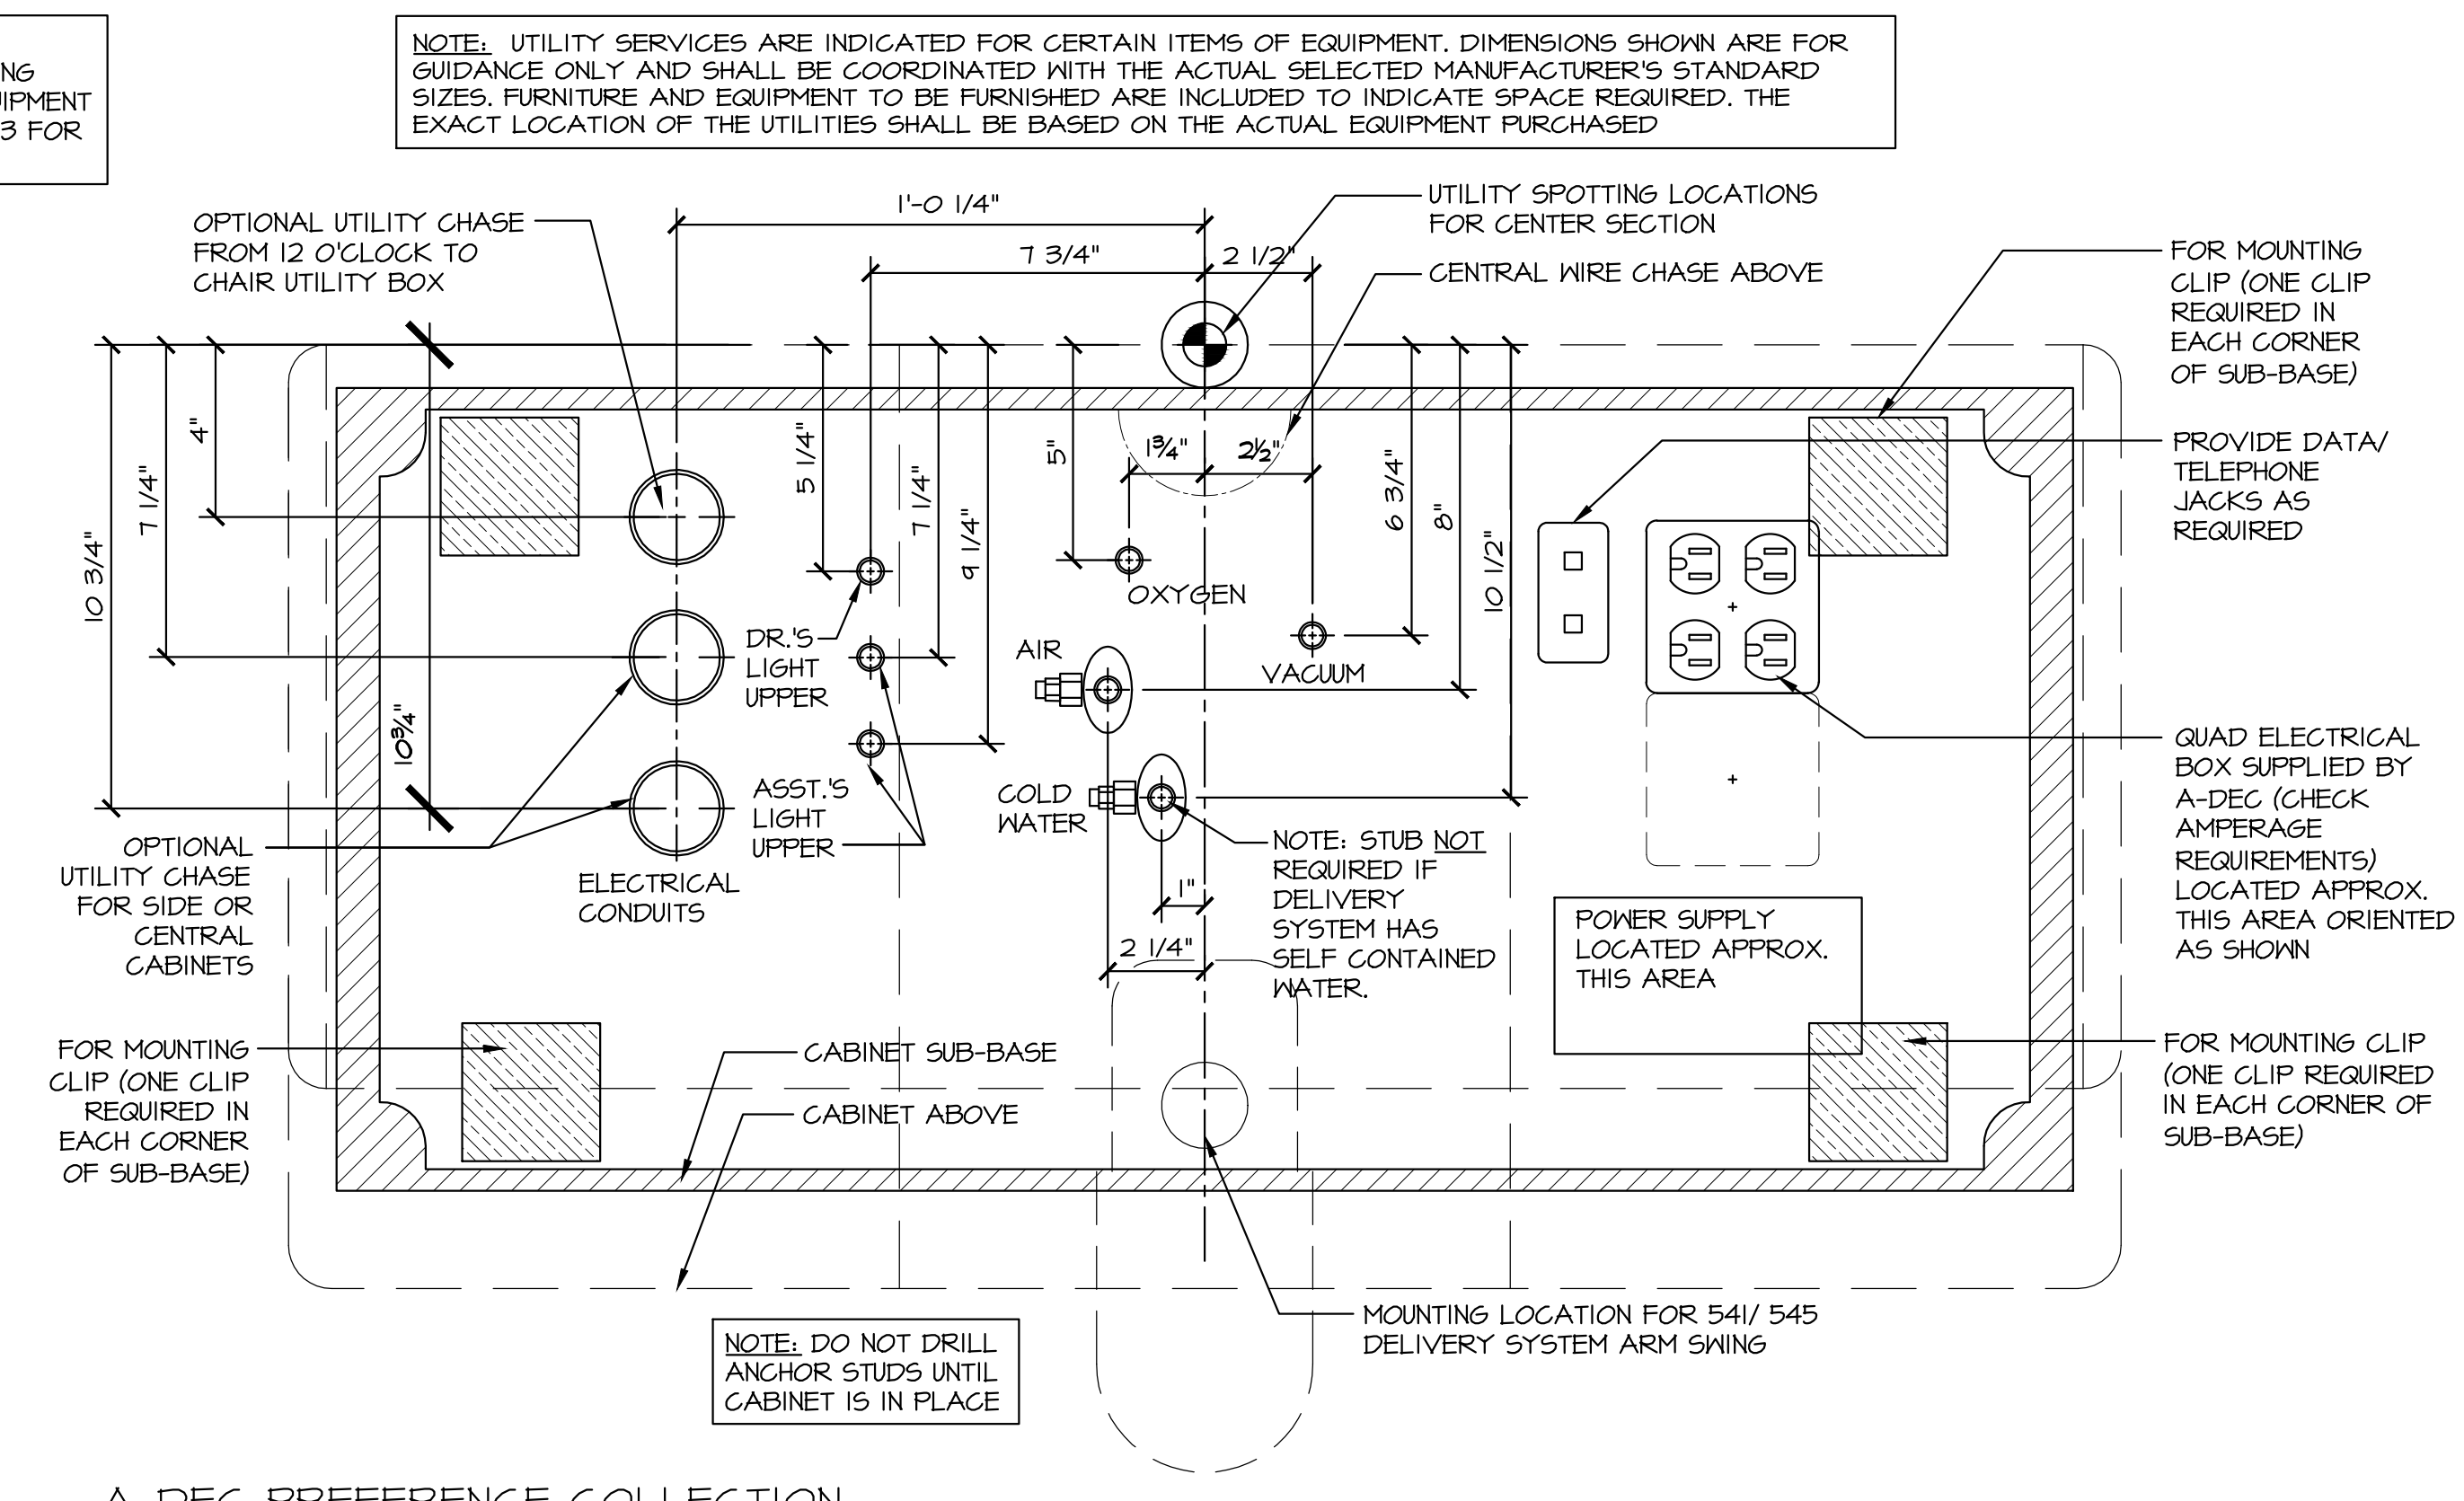 NG
UIPMENT
3 FOR
NOTE: UTILITY SERVICES ARE INDICATED FOR CERTAIN ITEMS OF EQUIPMENT. DIMENSIONS SHOWN ARE FOR
GUIDANCE ONLY AND SHALL BE COORDINATED WITH THE ACTUAL SELECTED MANUFACTURER'S STANDARD
SIZES. FURNITURE AND EQUIPMENT TO BE FURNISHED ARE INCLUDED TO INDICATE SPACE REQUIRED. THE
EXACT LOCATION OF THE UTILITIES SHALL BE BASED ON THE ACTUAL EQUIPMENT PURCHASED
OPTIONAL UTILITY CHASE
FROM 12 O'CLOCK TO
CHAIR UTILITY BOX
1'-0 1/4"
7 3/4"
2 1/2"
UTILITY SPOTTING LOCATIONS
FOR CENTER SECTION
CENTRAL WIRE CHASE ABOVE
FOR MOUNTING
CLIP (ONE CLIP
REQUIRED IN
EACH CORNER
OF SUB-BASE)
PROVIDE DATA/
TELEPHONE
JACKS AS
REQUIRED
4"
7 1/4"
10 3/4"
10¾"
5 1/4"
7 1/4"
9 1/4"
5"
1¾"
2½"
6 3/4"
8"
10 1/2"
OXYGEN
VACUUM
AIR
DR.'S
LIGHT
UPPER
COLD
WATER
ASST.'S
LIGHT
UPPER
ELECTRICAL
CONDUITS
OPTIONAL
UTILITY CHASE
FOR SIDE OR
CENTRAL
CABINETS
NOTE: STUB NOT
REQUIRED IF
DELIVERY
SYSTEM HAS
SELF CONTAINED
WATER.
1"
2 1/4"
QUAD ELECTRICAL
BOX SUPPLIED BY
A-DEC (CHECK
AMPERAGE
REQUIREMENTS)
LOCATED APPROX.
THIS AREA ORIENTED
AS SHOWN
POWER SUPPLY
LOCATED APPROX.
THIS AREA
FOR MOUNTING
CLIP (ONE CLIP
REQUIRED IN
EACH CORNER
OF SUB-BASE)
CABINET SUB-BASE
CABINET ABOVE
FOR MOUNTING CLIP
(ONE CLIP REQUIRED
IN EACH CORNER OF
SUB-BASE)
MOUNTING LOCATION FOR 541/ 545
DELIVERY SYSTEM ARM SWING
NOTE: DO NOT DRILL
ANCHOR STUDS UNTIL
CABINET IS IN PLACE
A-DEC PREFERENCE COLLECTION